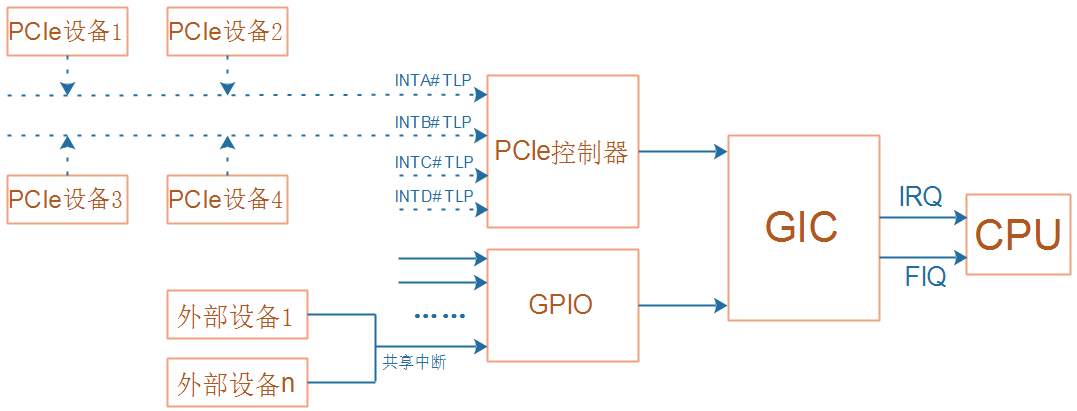 PCIe设备1
PCIe设备2
INTA# TLP
INTB# TLP
INTC# TLP
INTD# TLP
PCIe设备3
PCIe设备4
PCIe控制器
GIC
IRQ
FIQ
CPU
GPIO
……
外部设备1
共享中断
外部设备n